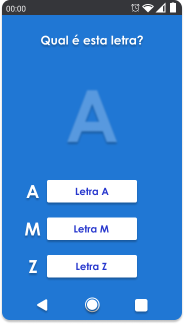 00:00
Qual é esta letra?
A
A Letra A
M Letra M
Z Letra Z